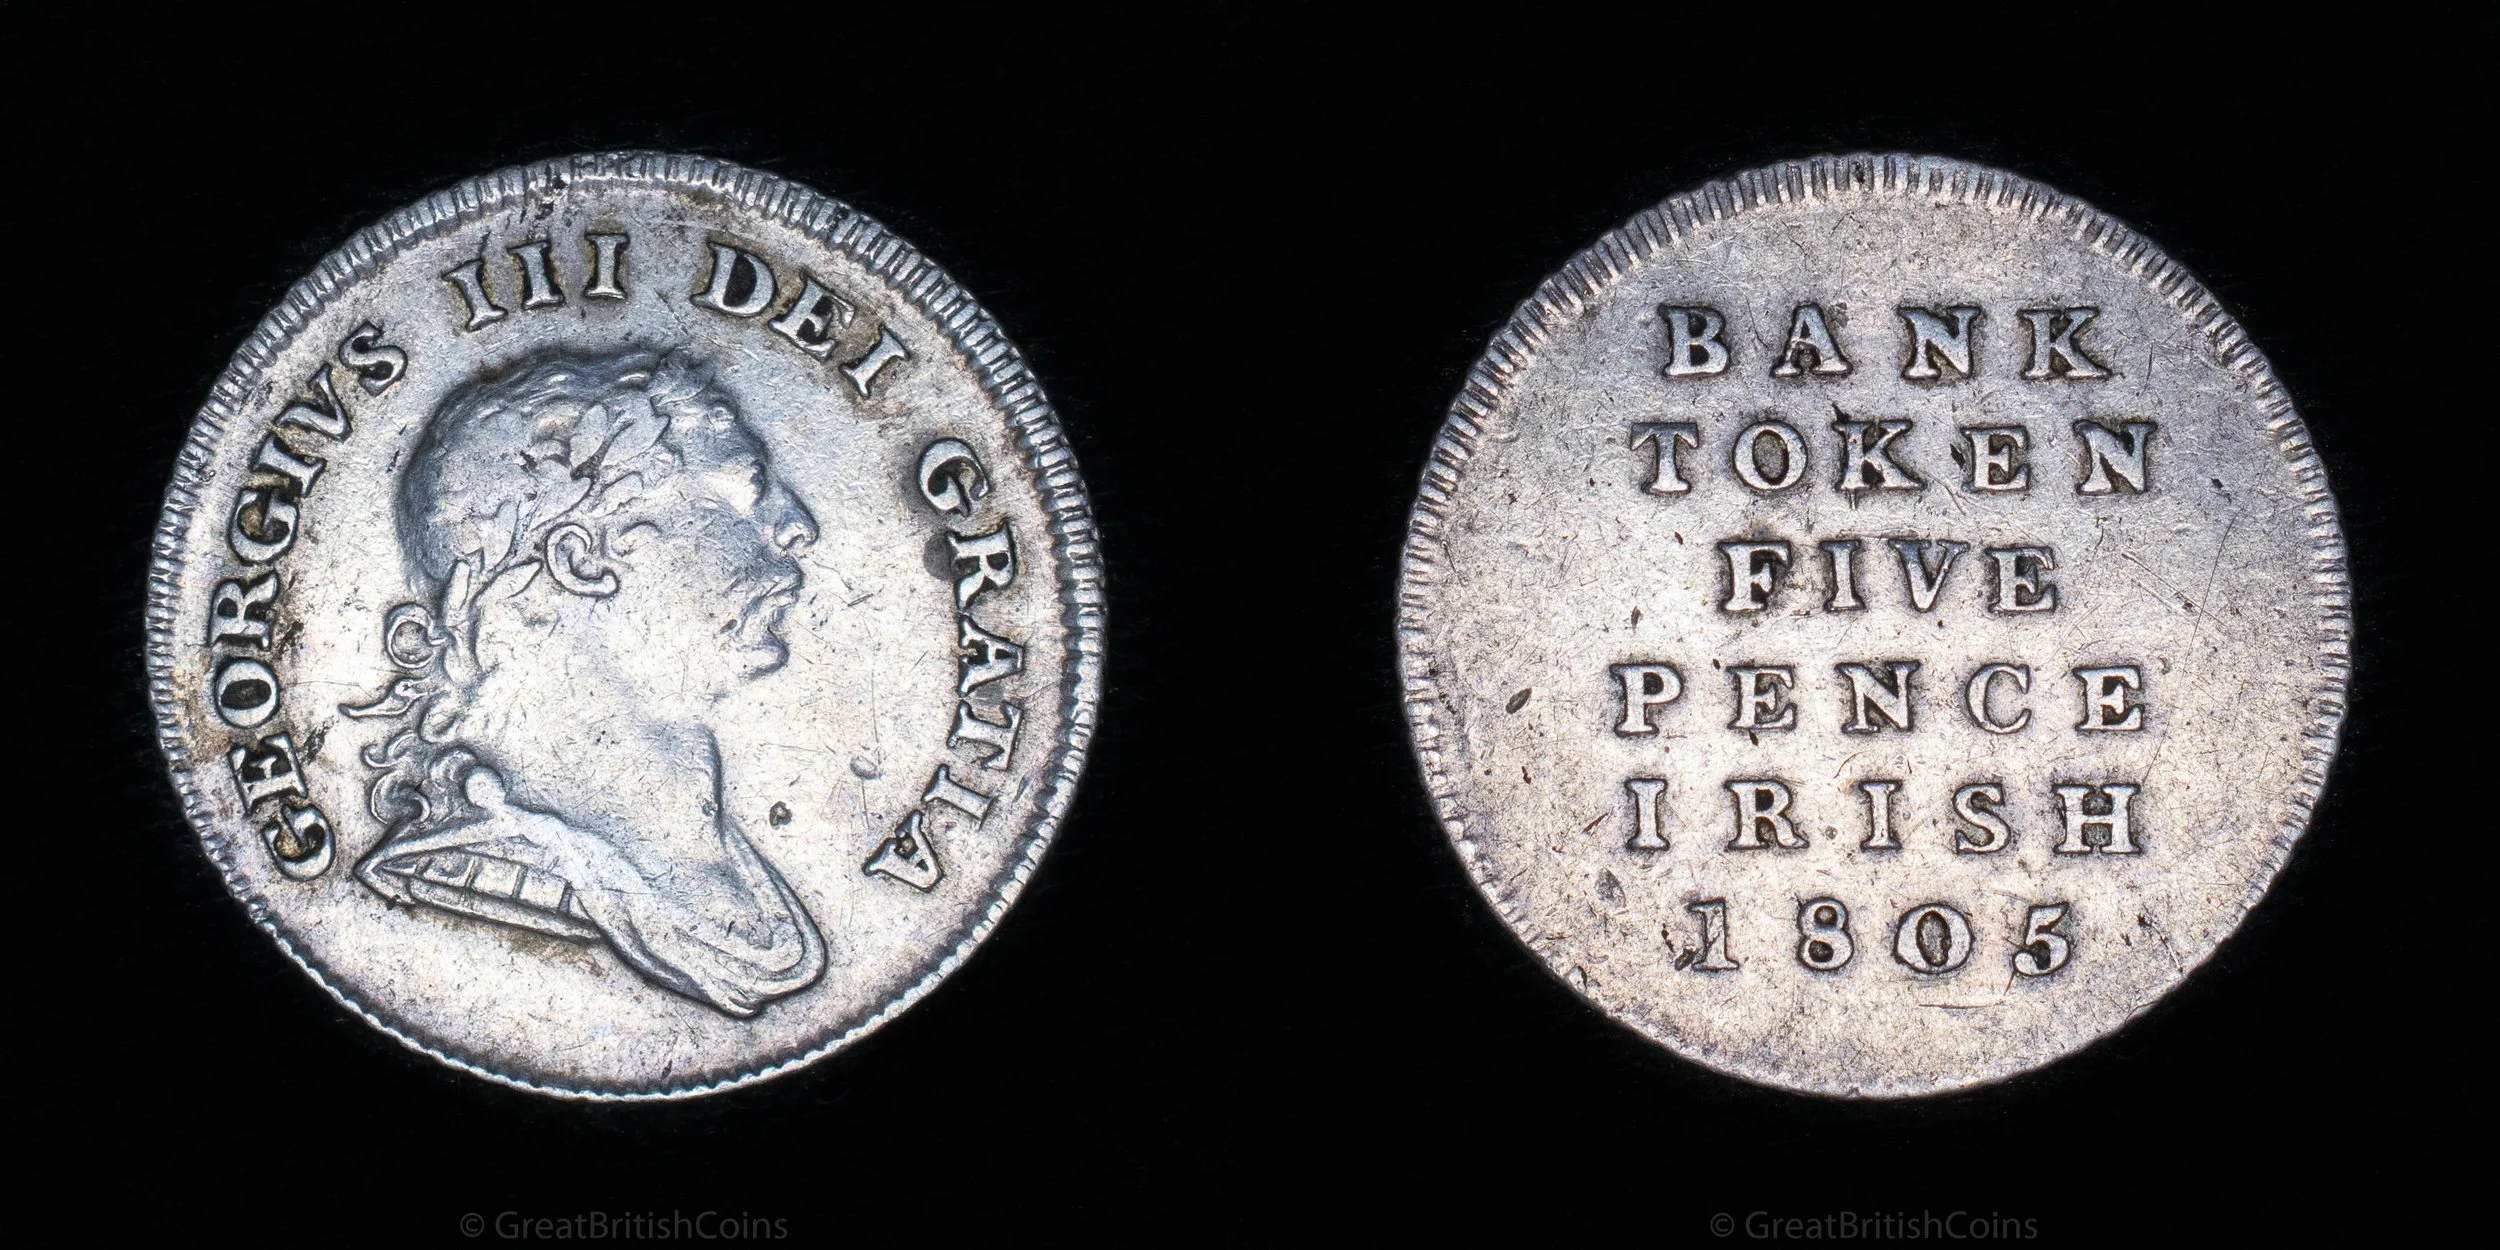 GEORGIVS III DEI GRATIA
BANK
TOKEN
FIVE
PENCE
IRISH
1805
© GreatBritishCoins
© GreatBritishCoins